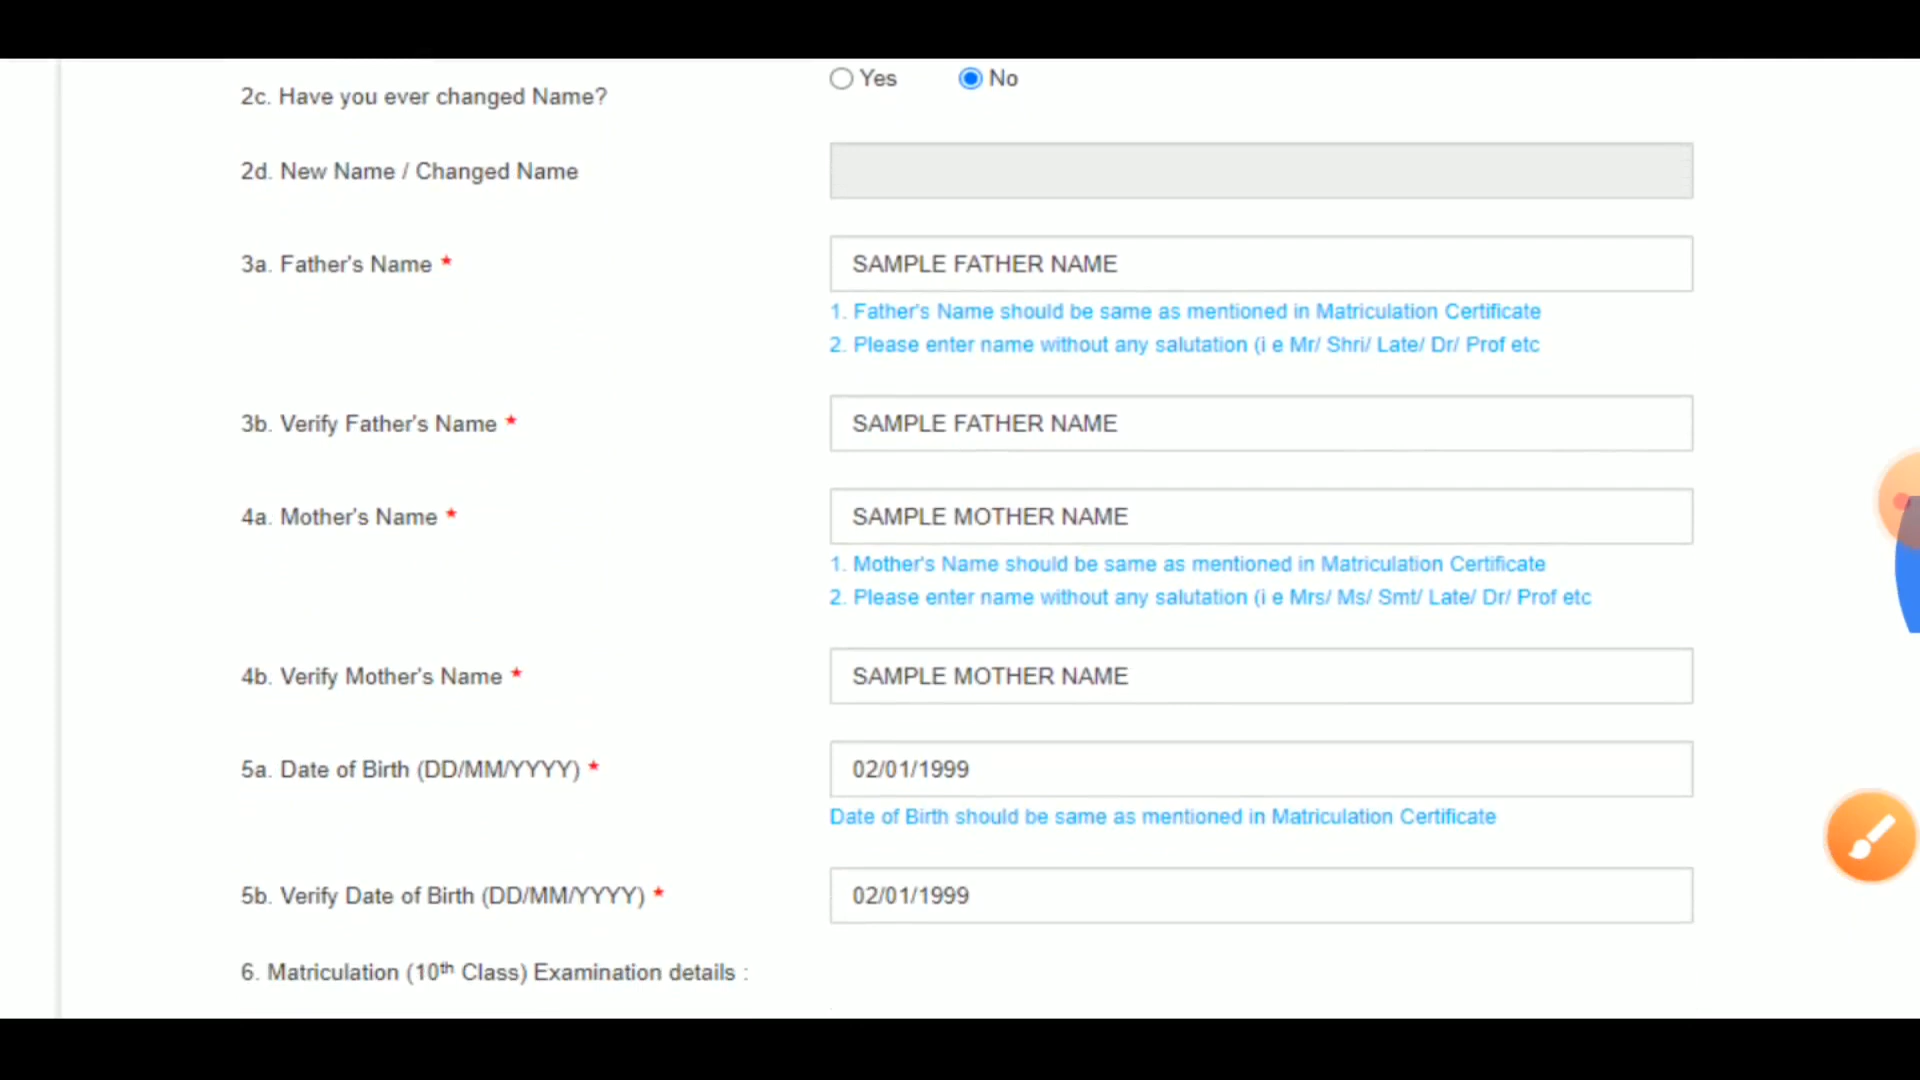 Yes No
2c. Have you ever changed Name?
2d. New Name / Changed Name
3a. Father's Name * SAMPLE FATHER NAME
1. Father's Name should be same as mentioned in Matriculation Certificate
2. Please enter name without any salutation (i e Mr/ Shri/ Late/ Dr/ Prof etc
3b. Verify Father's Name * SAMPLE FATHER NAME
4a. Mother's Name * SAMPLE MOTHER NAME
1. Mother's Name should be same as mentioned in Matriculation Certificate
2. Please enter name without any salutation (i e Mrs/ Ms/ Smt/ Late/ Dr/ Prof etc
4b. Verify Mother's Name * SAMPLE MOTHER NAME
5a. Date of Birth (DD/MM/YYYY) * 02/01/1999
Date of Birth should be same as mentioned in Matriculation Certificate
5b. Verify Date of Birth (DD/MM/YYYY) * 02/01/1999
6. Matriculation (10th Class) Examination details :